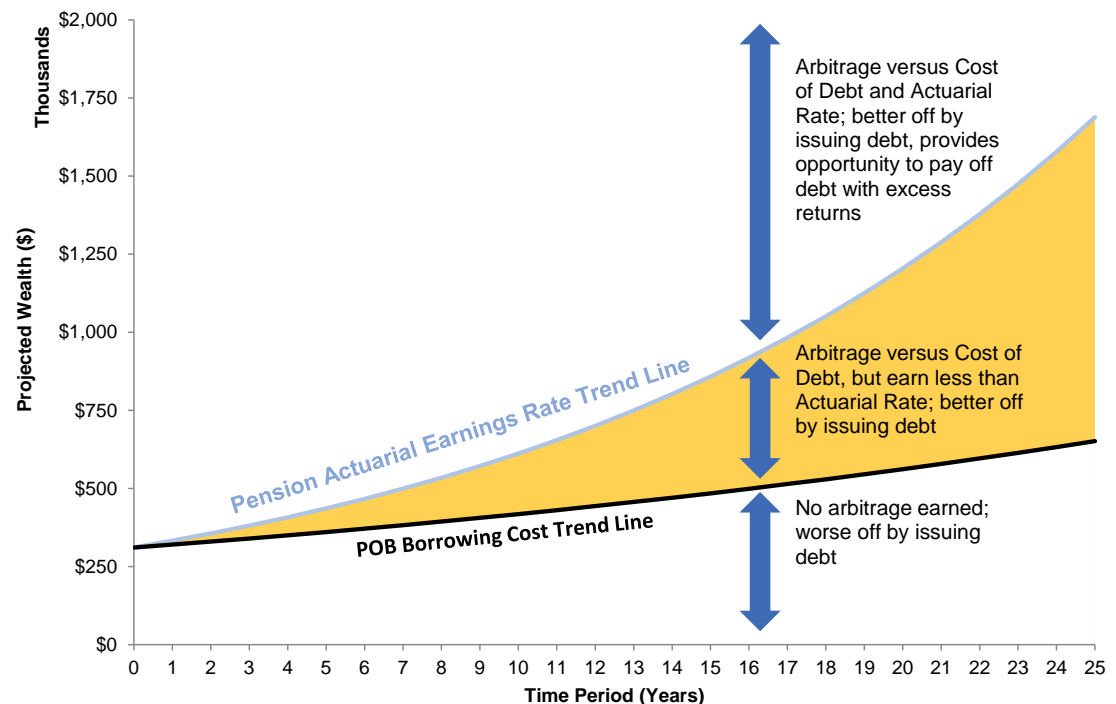 Thousands
Projected Wealth ($)
$2,000
$1,750
$1,500
$1,250
$1,000
$750
$500
$250
$0
Arbitrage versus Cost
of Debt and Actuarial
Rate; better off by
issuing debt, provides
opportunity to pay off
debt with excess
returns
Pension Actuarial Earnings Rate Trend Line
Arbitrage versus Cost of
Debt, but earn less than
Actuarial Rate; better off
by issuing debt
POB Borrowing Cost Trend Line
No arbitrage earned;
worse off by issuing
debt
0 1 2 3 4 5 6 7 8 9 10 11 12 13 14 15 16 17 18 19 20 21 22 23 24 25
Time Period (Years)